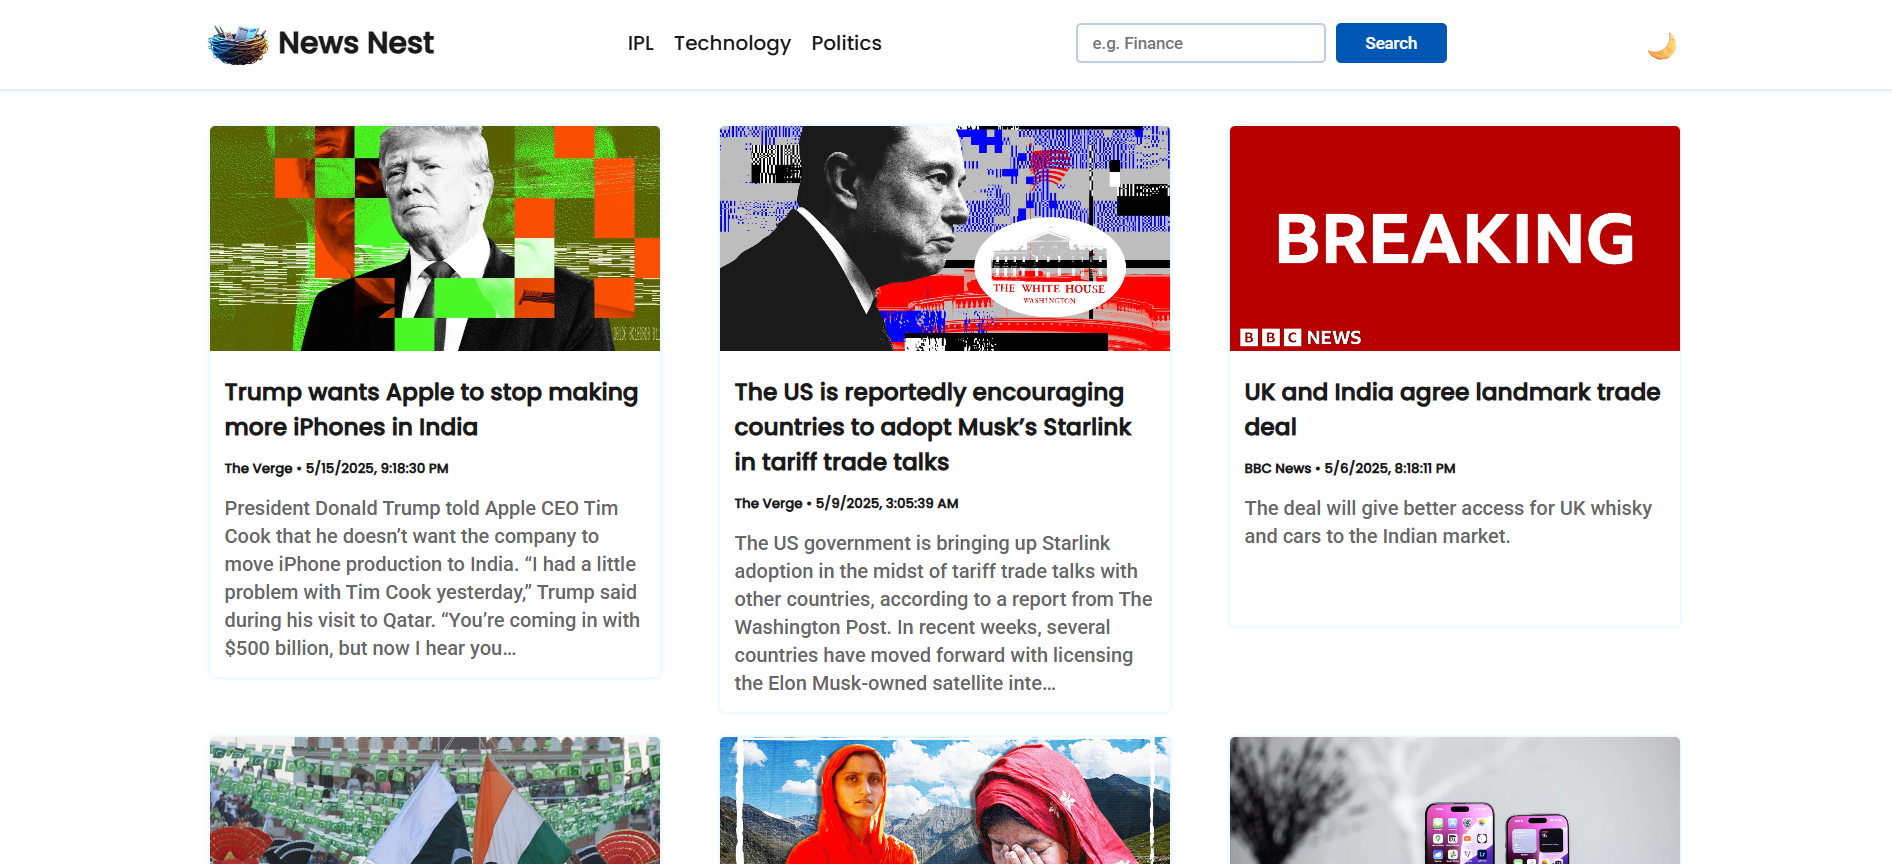 News Nest
IPL Technology Politics
e.g. Finance
Search
THE WHITE HOUSE
WASHINGTON
BREAKING
BBC NEWS
Trump wants Apple to stop making
more iPhones in India
The Verge • 5/15/2025, 9:18:30 PM
President Donald Trump told Apple CEO Tim
Cook that he doesn’t want the company to
move iPhone production to India. “I had a little
problem with Tim Cook yesterday,” Trump said
during his visit to Qatar. “You’re coming in with
$500 billion, but now I hear you…
The US is reportedly encouraging
countries to adopt Musk’s Starlink
in tariff trade talks
The Verge • 5/9/2025, 3:05:39 AM
The US government is bringing up Starlink
adoption in the midst of tariff trade talks with
other countries, according to a report from The
Washington Post. In recent weeks, several
countries have moved forward with licensing
the Elon Musk-owned satellite inte…
UK and India agree landmark trade
deal
BBC News • 5/6/2025, 8:18:11 PM
The deal will give better access for UK whisky
and cars to the Indian market.